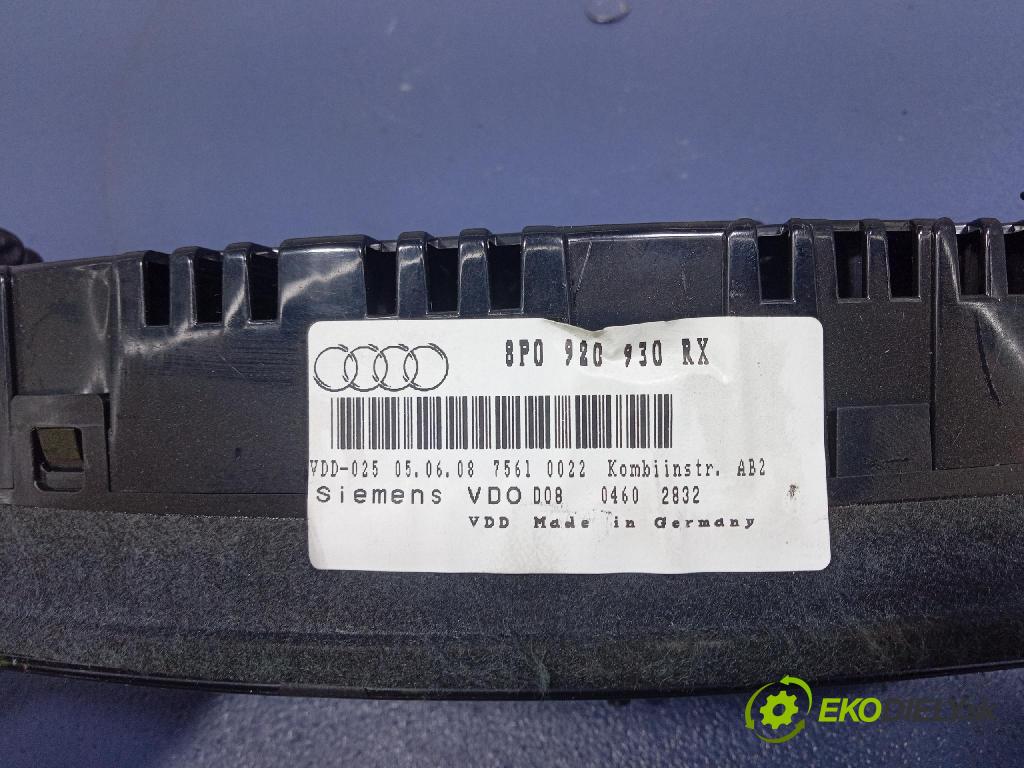 8P0 920 930 RX
VDD-025 05.06.08 7561 0022 Kombiinstr. AB2
Siemens VDO D08 0460 2832
VDD Made in Germany
EKODIELY.SK